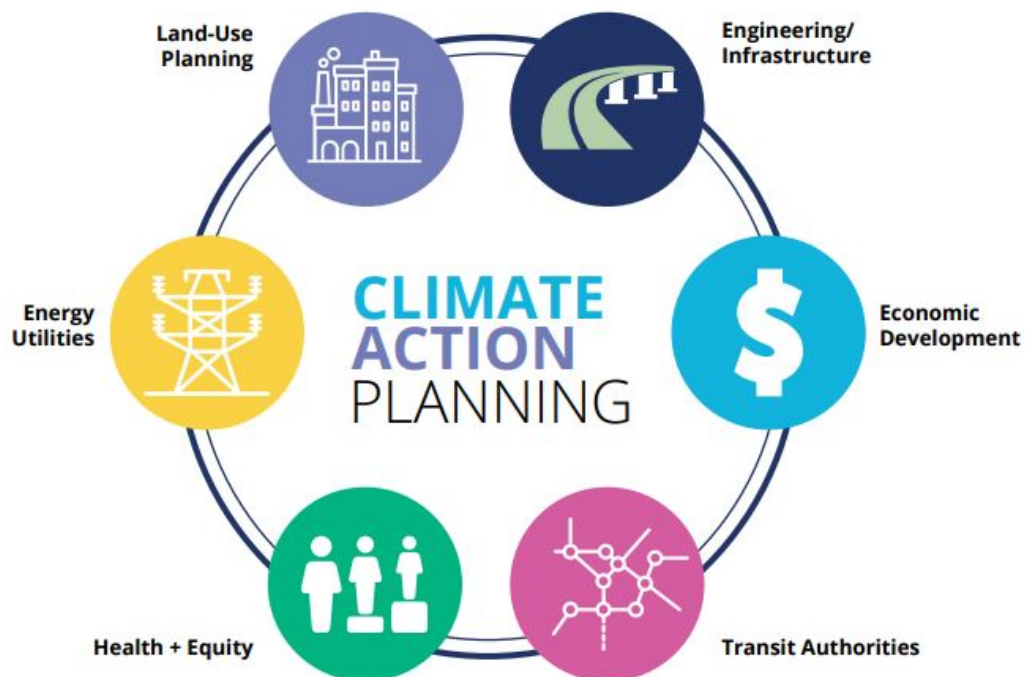 Land-Use
Planning
Engineering/
Infrastructure
Energy
Utilities
CLIMATE
ACTION
PLANNING
$
Economic
Development
Health + Equity
Transit Authorities